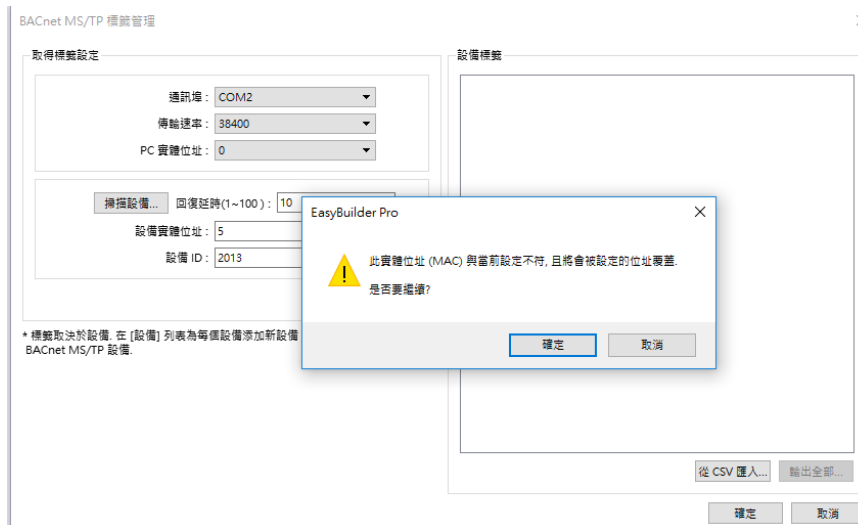 BACnet MS/TP 標籤管理
取得標籤設定
通訊埠 : COM2
傳輸速率 : 38400
PC 實體位址 : 0
掃描設備... 回復延時(1~100 ) : 10
設備實體位址 : 5
設備 ID : 2013
* 標籤取決於設備. 在 [設備] 列表為每個設備添加新設備
BACnet MS/TP 設備.
設備標籤
EasyBuilder Pro
此實體位址 (MAC) 與當前設定不符, 且將會被設定的位址覆蓋.
是否要繼續?
確定 取消
從 CSV 匯入... 輸出全部...
確定 取消